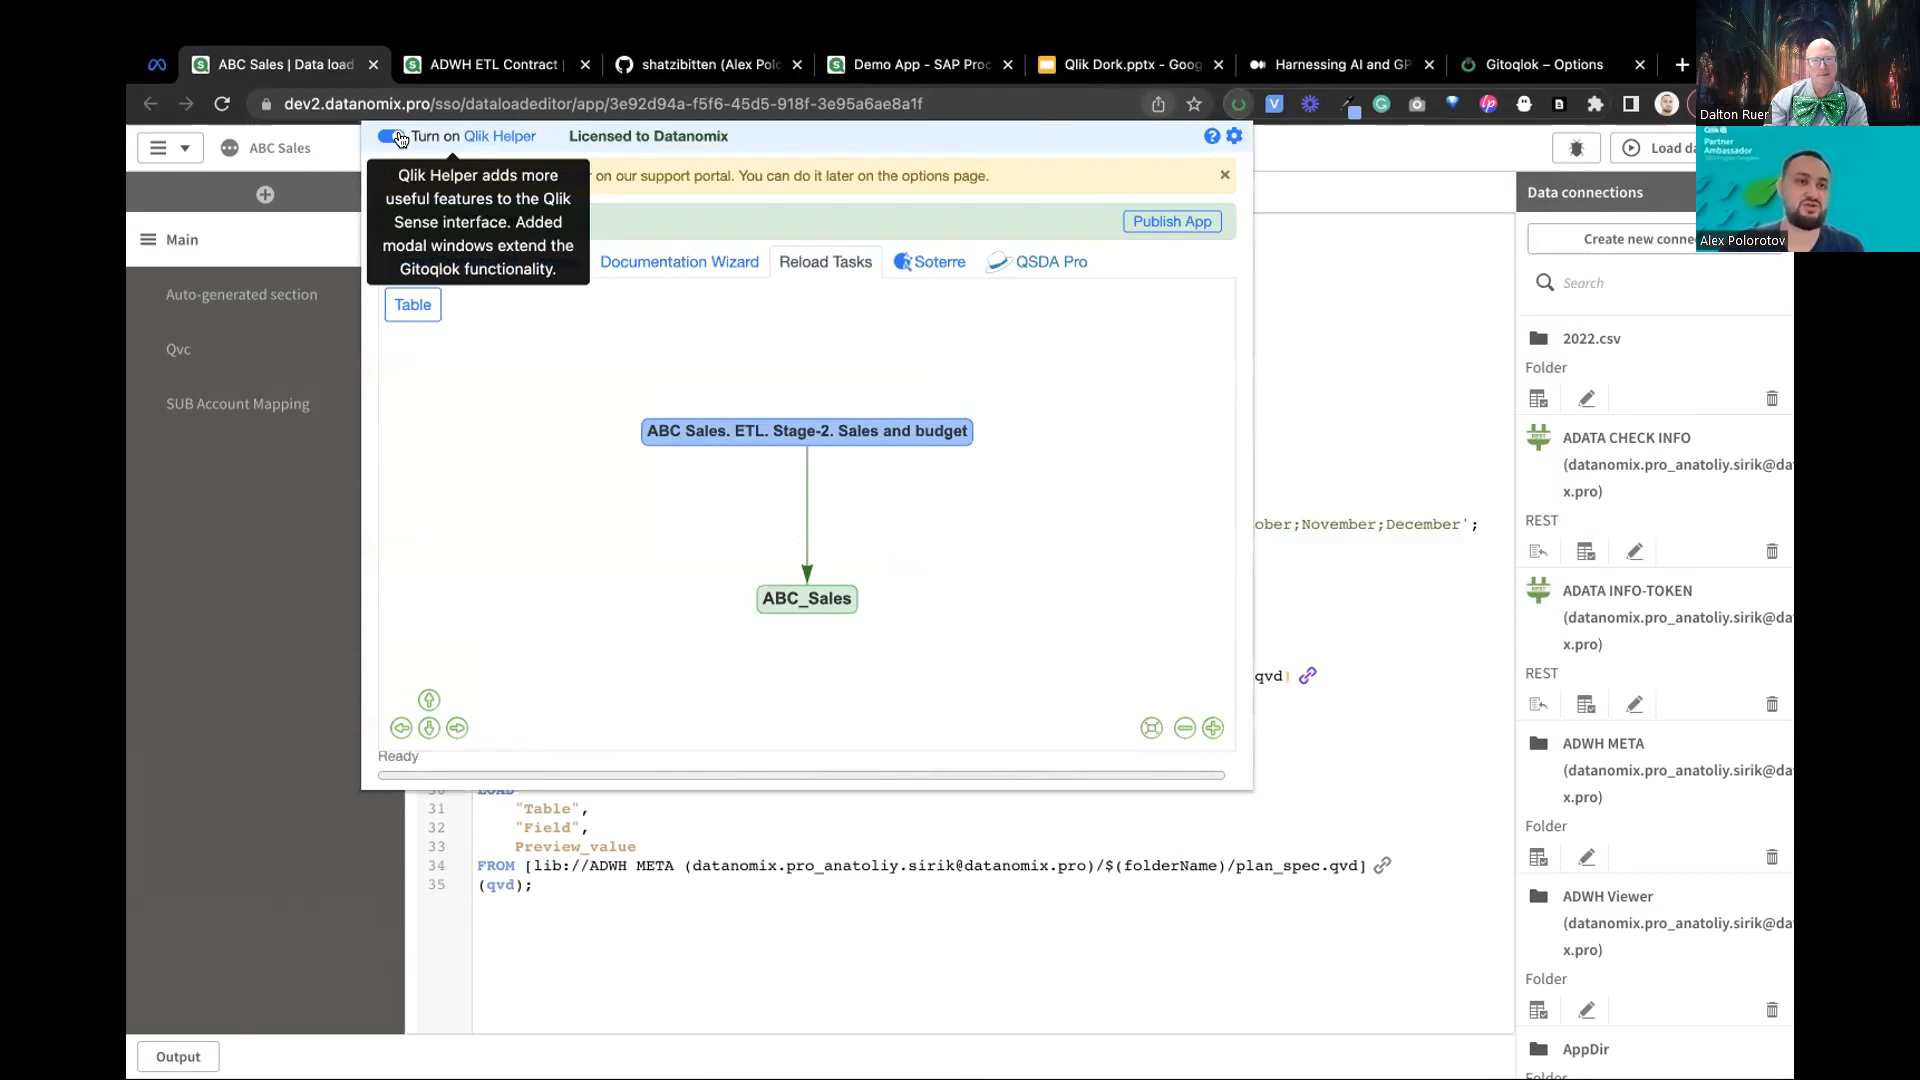 ABC Sales | Data load
ADWH ETL Contract |
shatzibitten (Alex Polc
Demo App - SAP Proc
Qlik Dork.pptx - Goog
Harnessing AI and GP
Gitoqlok – Options
dev2.datanomix.pro/sso/dataloadeditor/app/3e92d94a-f5f6-45d5-918f-3e95a6ae8a1f
Dalton Ruer
Qlik
Partner
Ambassador
Alex Polorotov
ABC Sales
Turn on Qlik Helper
Licensed to Datanomix
Load da
Qlik Helper adds more
useful features to the Qlik
Sense interface. Added
modal windows extend the
Gitoqlok functionality.
on our support portal. You can do it later on the options page.
Publish App
Documentation Wizard
Reload Tasks
Soterre
QSDA Pro
Table
ABC Sales. ETL. Stage-2. Sales and budget
ABC_Sales
Ready
Main
Auto-generated section
Qvc
SUB Account Mapping
ober;November;December';
qvd]
30
LOAD
31 "Table",
32 "Field",
33 Preview_value
34 FROM [lib://ADWH META (datanomix.pro_anatoliy.sirik@datanomix.pro)/$(folderName)/plan_spec.qvd]
35 (qvd);
Output
Data connections
Create new conne
Search
2022.csv
Folder
ADATA CHECK INFO
(datanomix.pro_anatoliy.sirik@da
x.pro)
REST
ADATA INFO-TOKEN
(datanomix.pro_anatoliy.sirik@da
x.pro)
REST
ADWH META
(datanomix.pro_anatoliy.sirik@da
x.pro)
Folder
ADWH Viewer
(datanomix.pro_anatoliy.sirik@da
x.pro)
Folder
AppDir
Folder